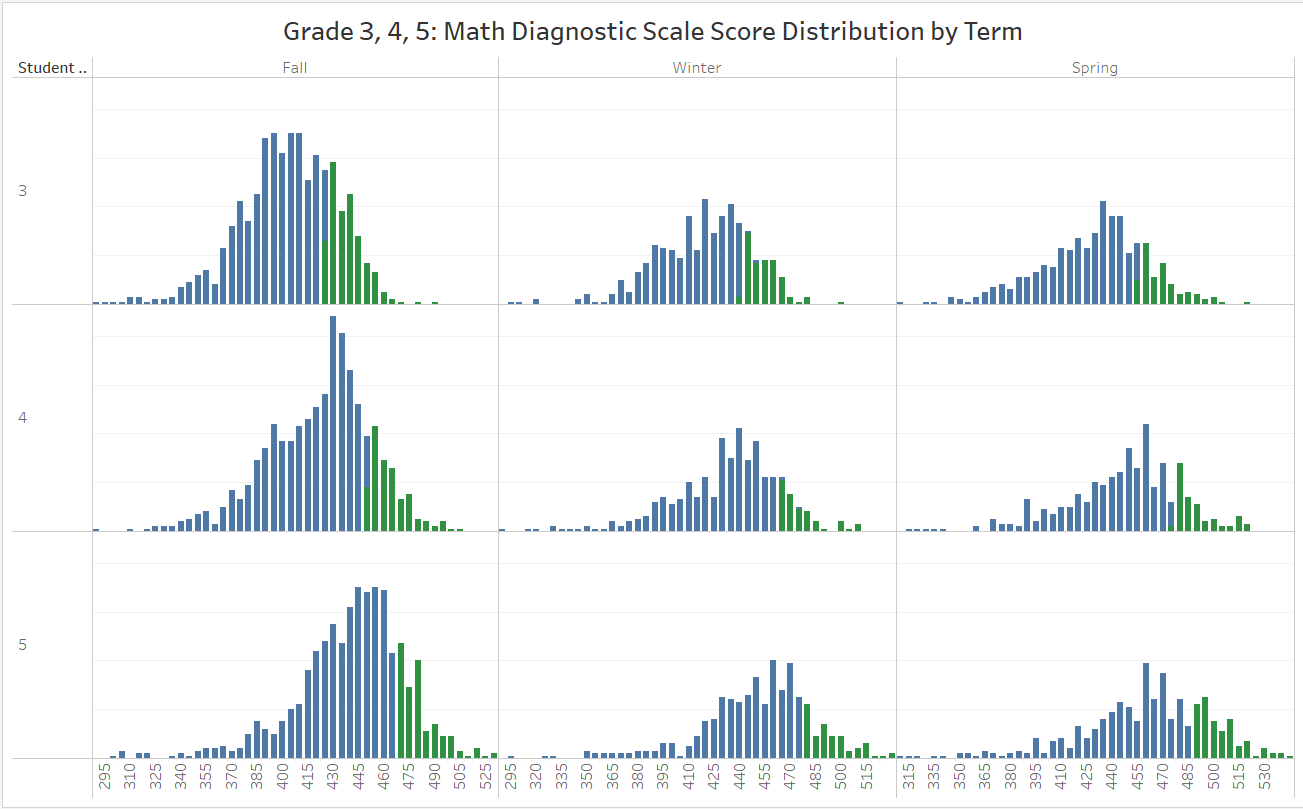 Grade 3, 4, 5: Math Diagnostic Scale Score Distribution by Term
Student .. Fall Winter Spring
3
4
5
295 310 325 340 355 370 385 400 415 430 445 460 475 490 505 525 295 320 335 350 365 380 395 410 425 440 455 470 485 500 515 315 335 350 365 380 395 410 425 440 455 470 485 500 515 530